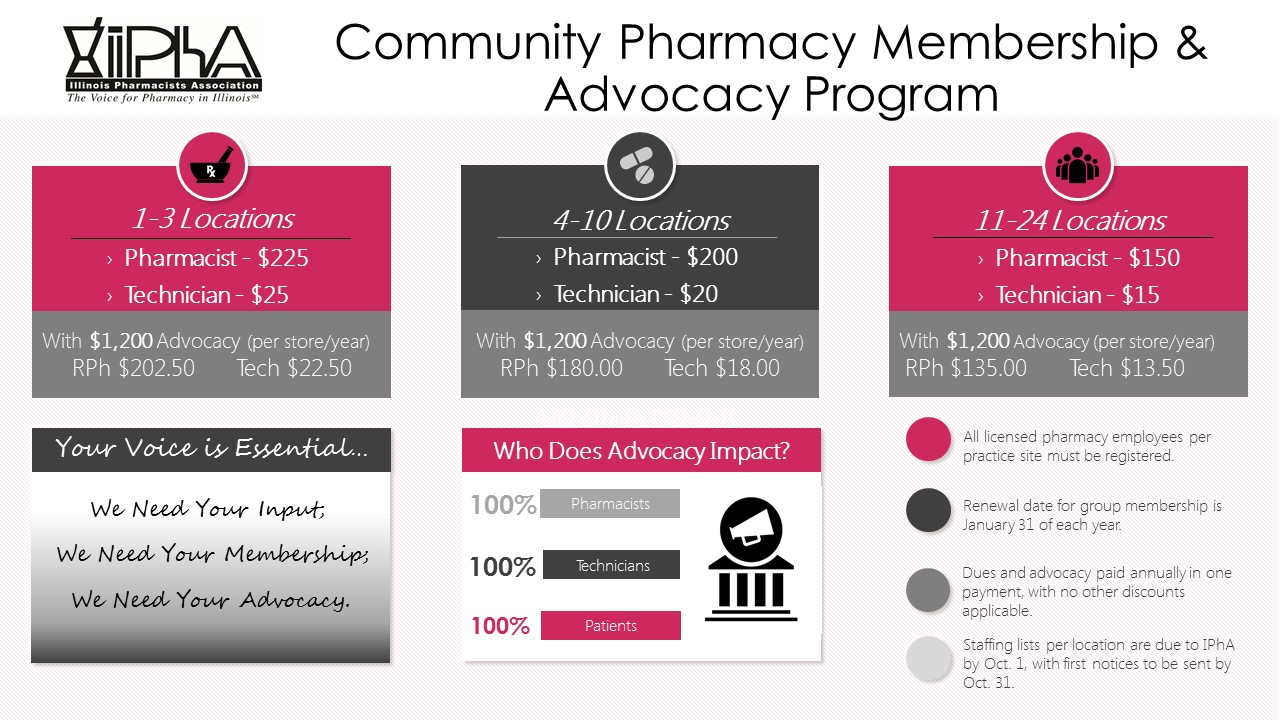 iiPhA
Illinois Pharmacists Association
The Voice for Pharmacy in Illinois℠
Community Pharmacy Membership &
Advocacy Program
Rx
1-3 Locations
› Pharmacist - $225
› Technician - $25
With $1,200 Advocacy (per store/year)
RPh $202.50 Tech $22.50
4-10 Locations
› Pharmacist - $200
› Technician - $20
With $1,200 Advocacy (per store/year)
RPh $180.00 Tech $18.00
11-24 Locations
› Pharmacist - $150
› Technician - $15
With $1,200 Advocacy (per store/year)
RPh $135.00 Tech $13.50
Your Voice is Essential...
We Need Your Input;
We Need Your Membership;
We Need Your Advocacy.
Who Does Advocacy Impact?
100% Pharmacists
100% Technicians
100% Patients
All licensed pharmacy employees per
practice site must be registered.
Renewal date for group membership is
January 31 of each year.
Dues and advocacy paid annually in one
payment, with no other discounts
applicable.
Staffing lists per location are due to IPhA
by Oct. 1, with first notices to be sent by
Oct. 31.